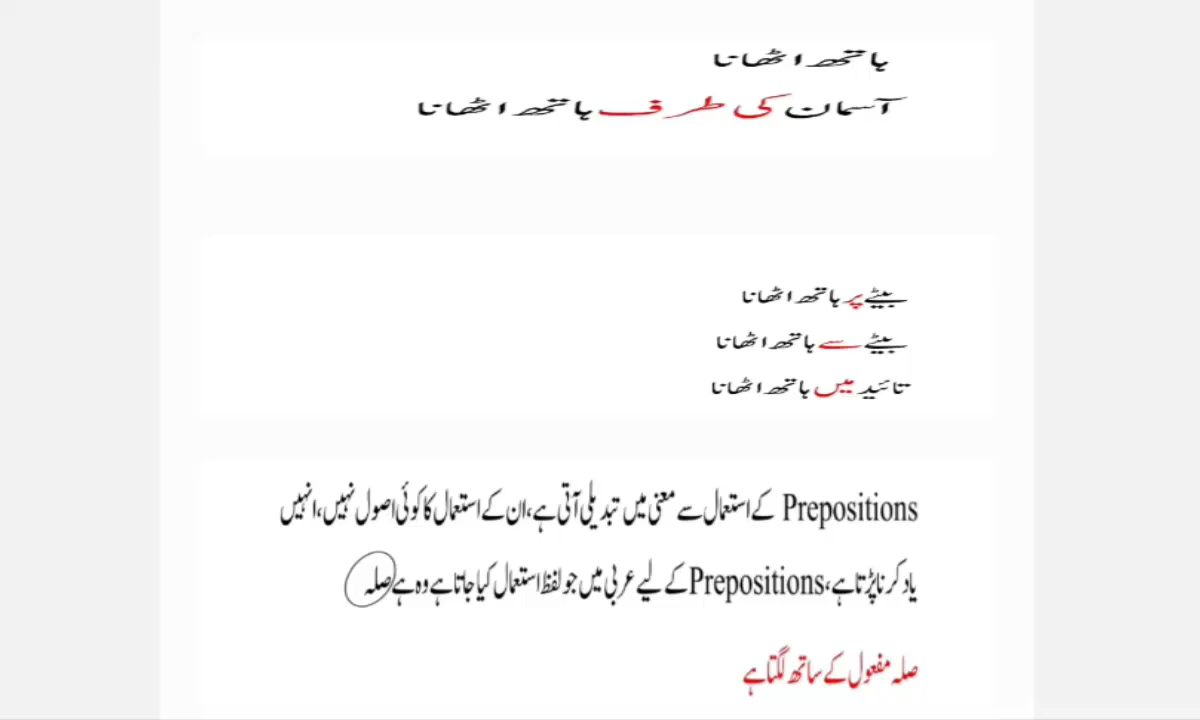 ہاتھ اٹھانا
آسمان کی طرف ہاتھ اٹھانا
بیٹے پر ہاتھ اٹھانا
بیٹے سے ہاتھ اٹھانا
تائید میں ہاتھ اٹھانا
Prepositions کے استعمال سے معنی میں تبدیلی آتی ہے، ان کے استعمال کا کوئی اصول نہیں، انہیں
یاد کرنا پڑتا ہے، Prepositions کے لیے عربی میں جو لفظ استعمال کیا جاتا ہے وہ ہے صلہ
صلہ مفعول کے ساتھ لگتا ہے